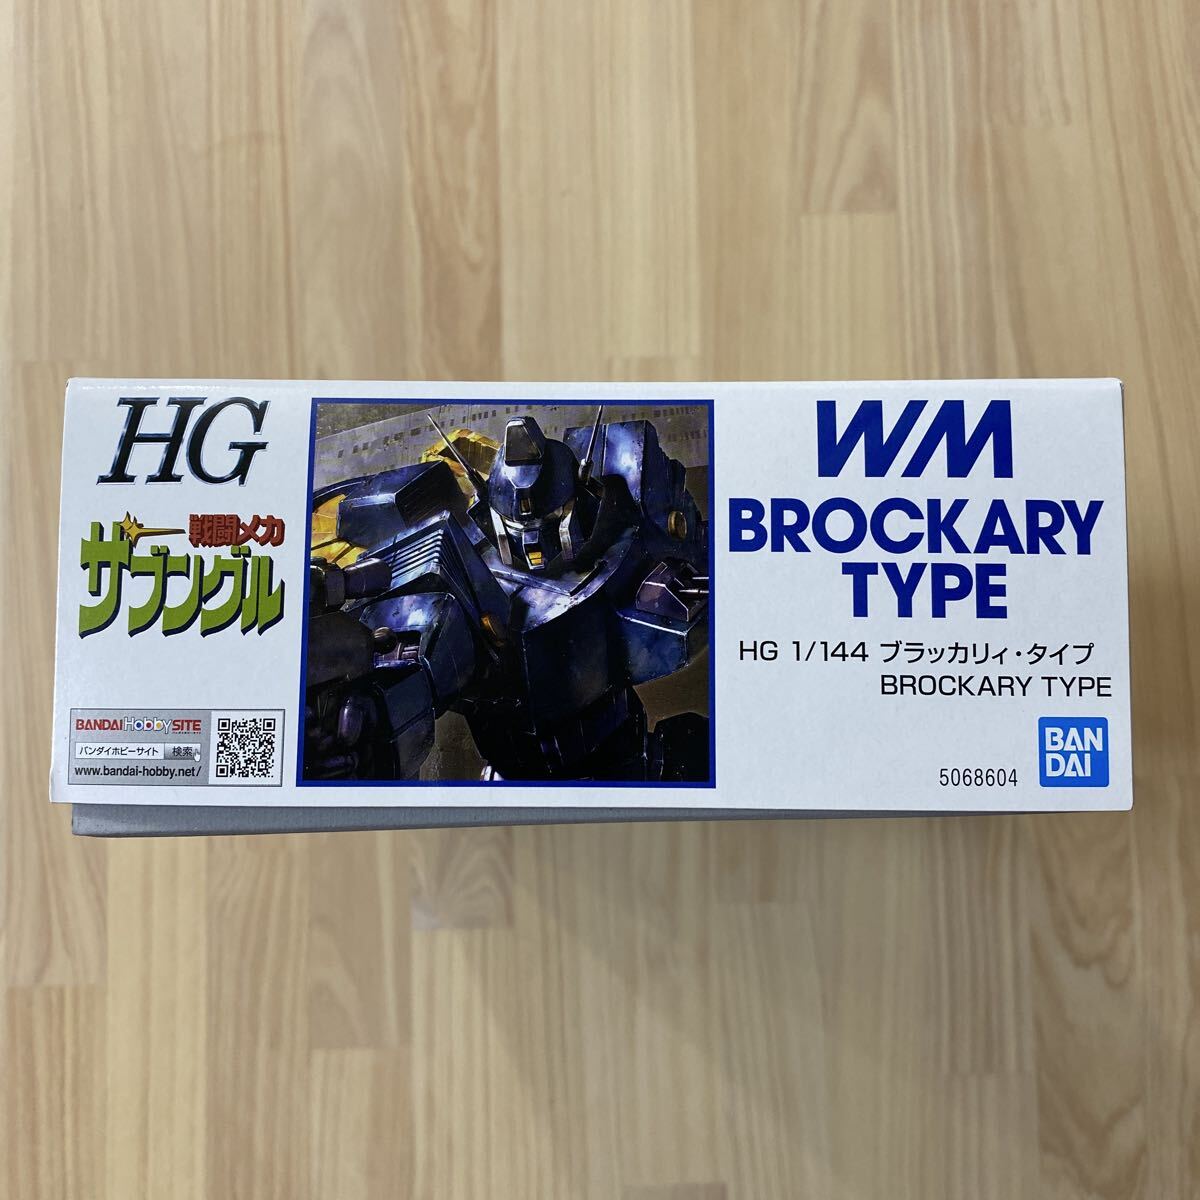 HG
戦闘メカ
ザブングル
BANDAI Hobby SITE
バンダイホビーサイト 検索
www.bandai-hobby.net/
WM
BROCKARY
TYPE
HG 1/144 ブラッカリィ・タイプ
BROCKARY TYPE
5068604
BAN
DAI